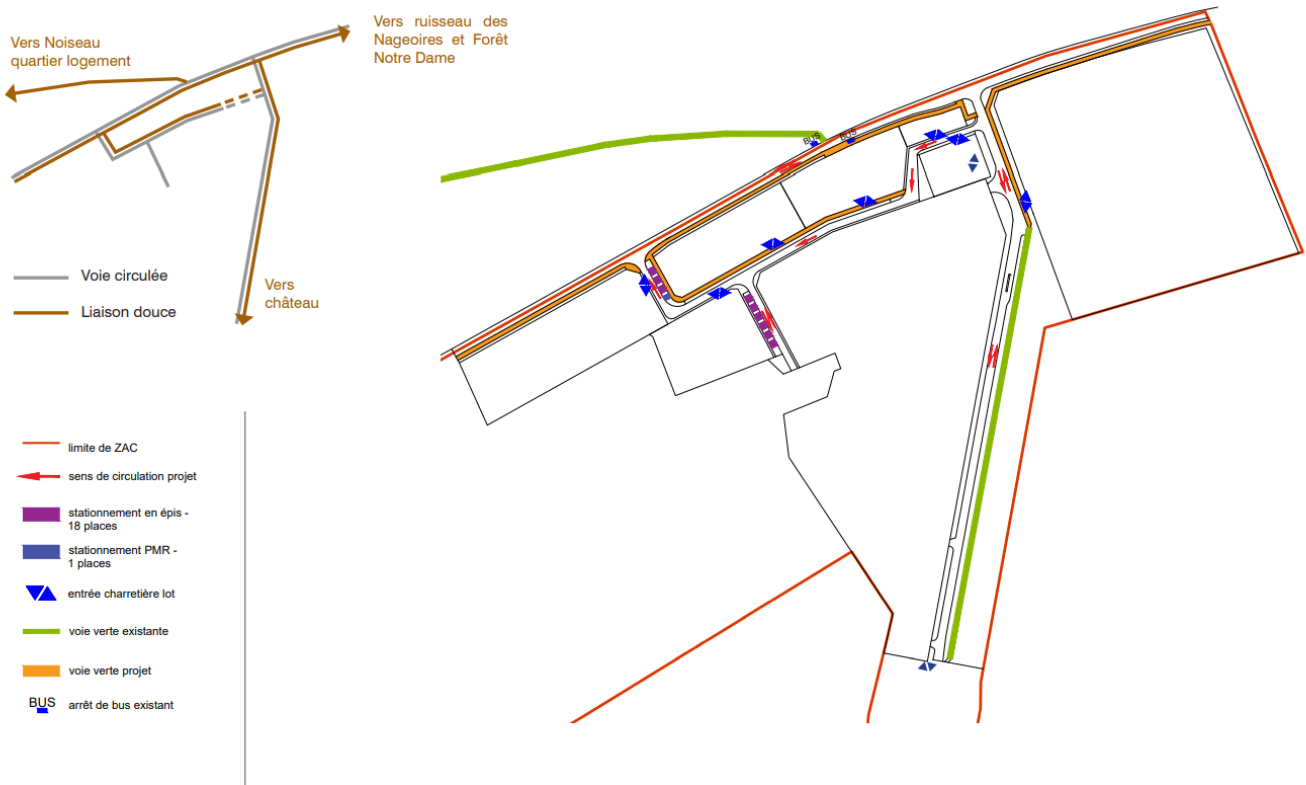 Vers Noiseau
quartier logement
Vers ruisseau des
Nageoires et Forêt
Notre Dame
Vers
château
Voie circulée
Liaison douce
limite de ZAC
sens de circulation projet
stationnement en épis -
18 places
stationnement PMR -
1 places
entrée charretière lot
voie verte existante
voie verte projet
BUS arrêt de bus existant
BUS
BUS